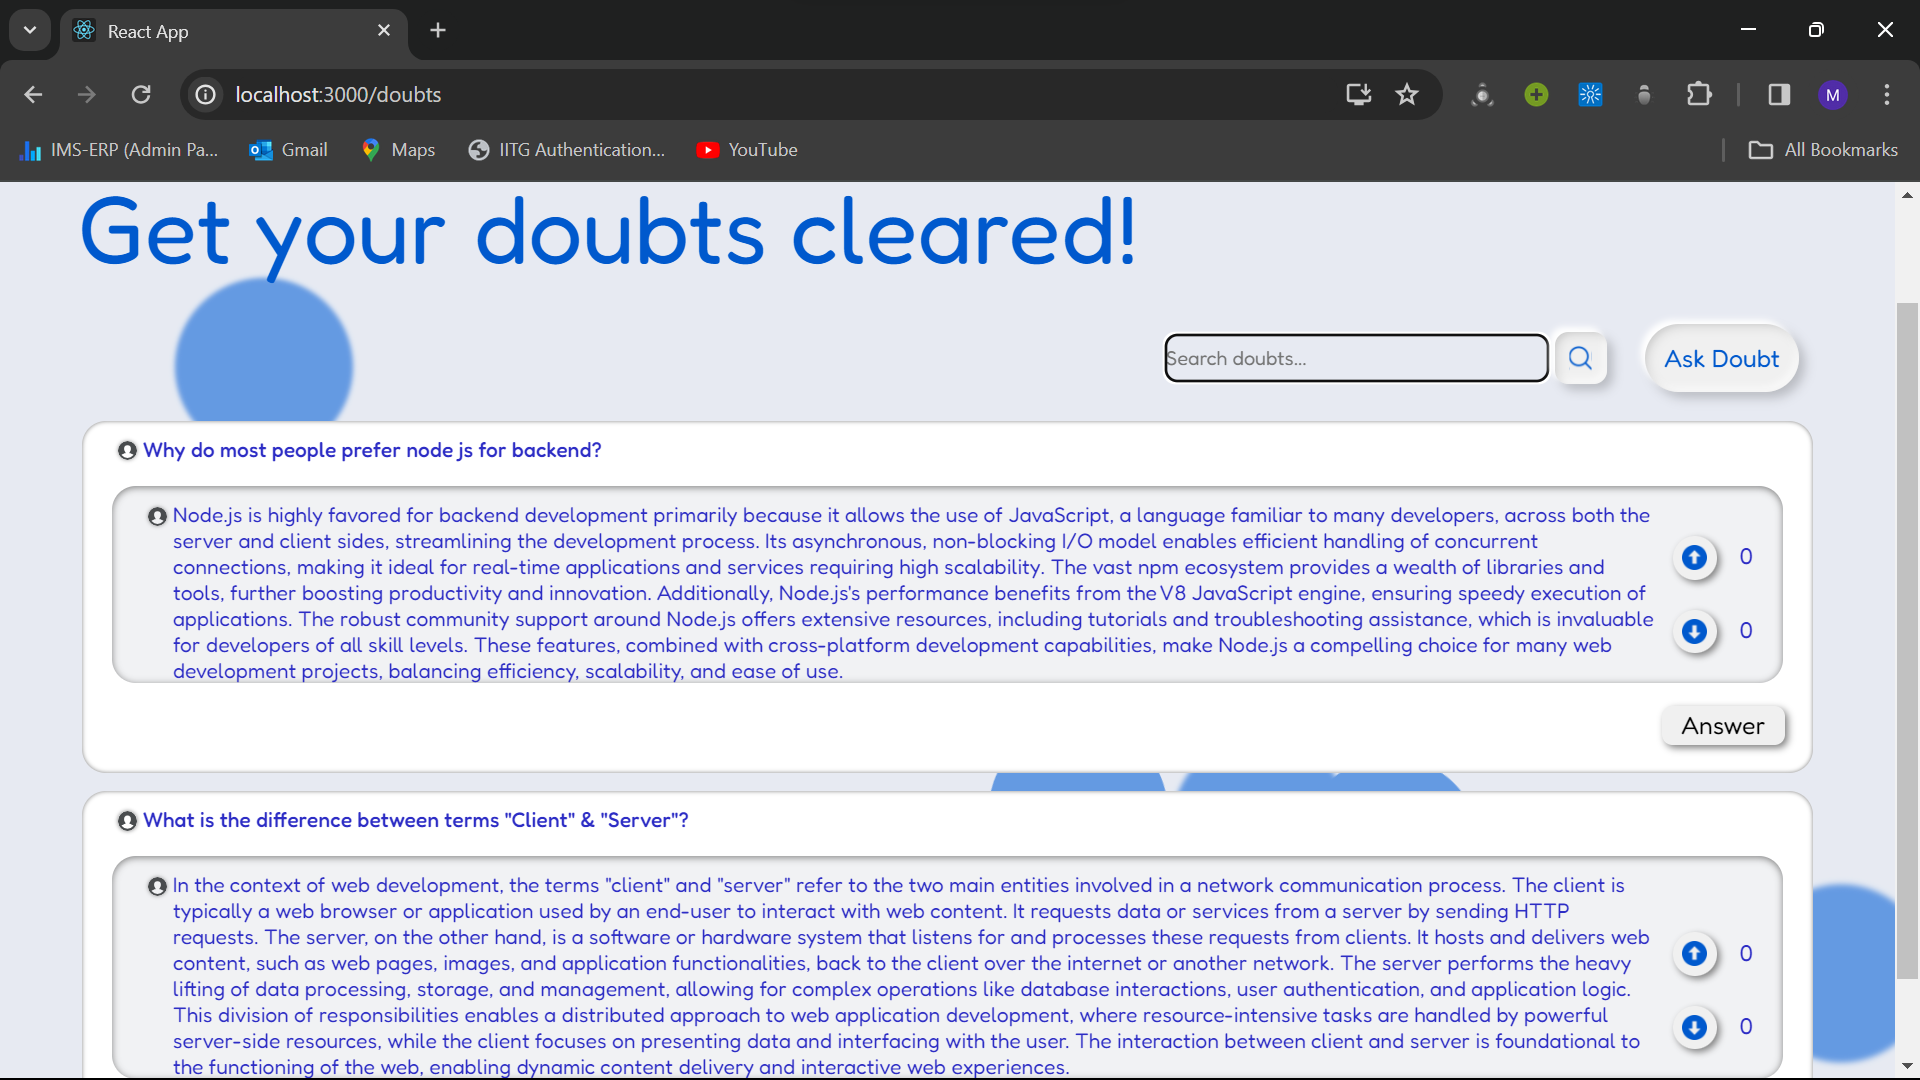 React App
localhost:3000/doubts
M
IMS-ERP (Admin Pa...
Gmail
Maps
IITG Authentication...
YouTube
All Bookmarks
Get your doubts cleared!
Search doubts...
Ask Doubt
Why do most people prefer node js for backend?
Node.js is highly favored for backend development primarily because it allows the use of JavaScript, a language familiar to many developers, across both the
server and client sides, streamlining the development process. Its asynchronous, non-blocking I/O model enables efficient handling of concurrent
connections, making it ideal for real-time applications and services requiring high scalability. The vast npm ecosystem provides a wealth of libraries and
tools, further boosting productivity and innovation. Additionally, Node.js's performance benefits from the V8 JavaScript engine, ensuring speedy execution of
applications. The robust community support around Node.js offers extensive resources, including tutorials and troubleshooting assistance, which is invaluable
for developers of all skill levels. These features, combined with cross-platform development capabilities, make Node.js a compelling choice for many web
development projects, balancing efficiency, scalability, and ease of use.
0
0
Answer
What is the difference between terms "Client" & "Server"?
In the context of web development, the terms "client" and "server" refer to the two main entities involved in a network communication process. The client is
typically a web browser or application used by an end-user to interact with web content. It requests data or services from a server by sending HTTP
requests. The server, on the other hand, is a software or hardware system that listens for and processes these requests from clients. It hosts and delivers web
content, such as web pages, images, and application functionalities, back to the client over the internet or another network. The server performs the heavy
lifting of data processing, storage, and management, allowing for complex operations like database interactions, user authentication, and application logic.
This division of responsibilities enables a distributed approach to web application development, where resource-intensive tasks are handled by powerful
server-side resources, while the client focuses on presenting data and interfacing with the user. The interaction between client and server is foundational to
the functioning of the web, enabling dynamic content delivery and interactive web experiences.
0
0